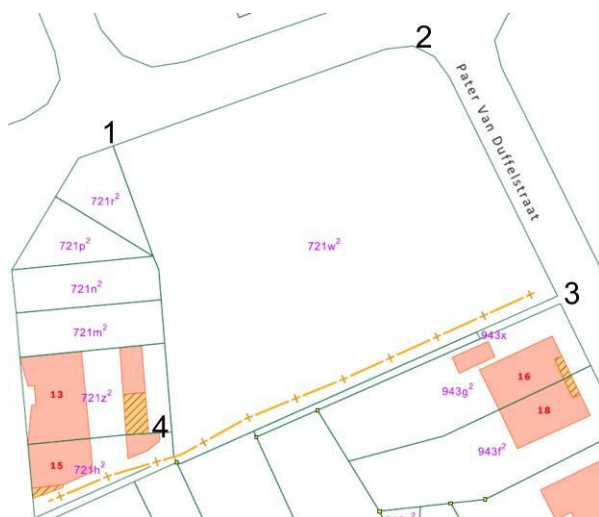 2
Pater Van Duffelstraat
1
721r²
721p²
721w²
721n²
3
721m²
943x
16
13
721z²
943g²
18
4
943f²
15
721h²